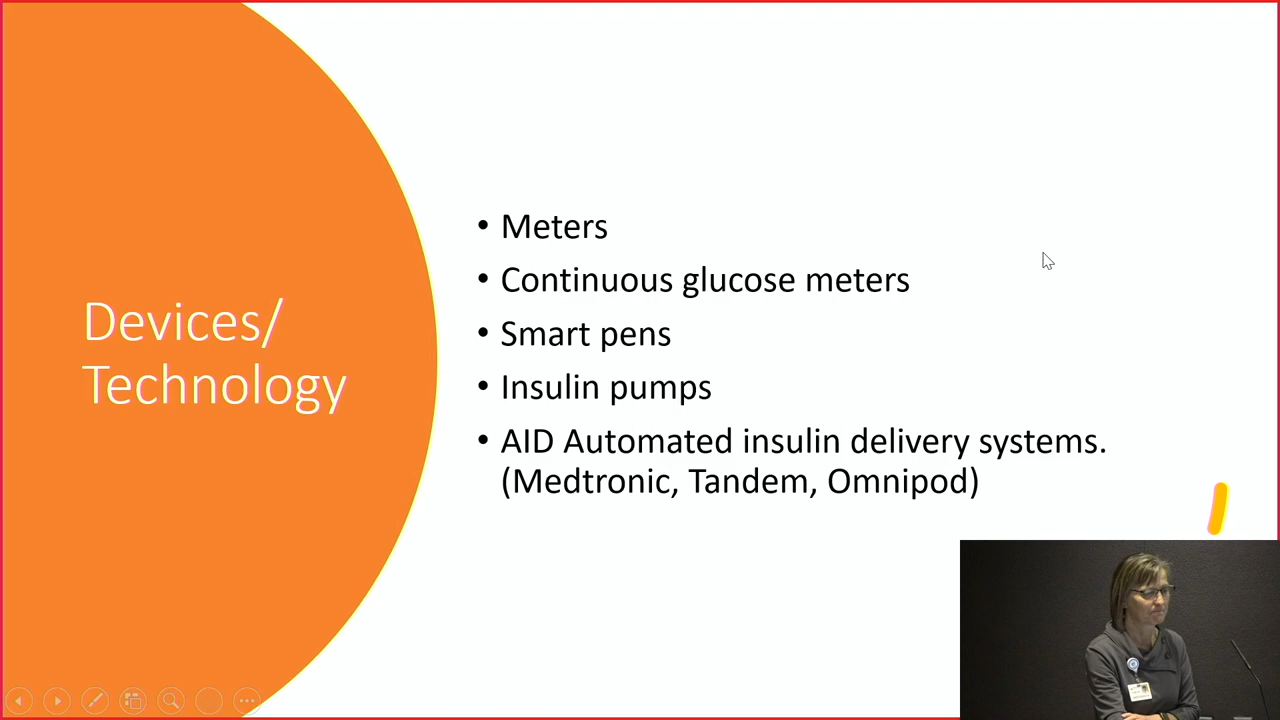 Devices/
Technology
• Meters
• Continuous glucose meters
• Smart pens
• Insulin pumps
• AID Automated insulin delivery systems.
(Medtronic, Tandem, Omnipod)